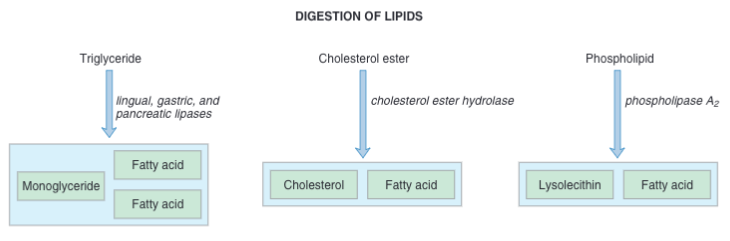 DIGESTION OF LIPIDS
Triglyceride
Cholesterol ester
Phospholipid
lingual, gastric, and
pancreatic lipases
cholesterol ester hydrolase
phospholipase A₂
Monoglyceride
Fatty acid
Fatty acid
Cholesterol
Fatty acid
Lysolecithin
Fatty acid